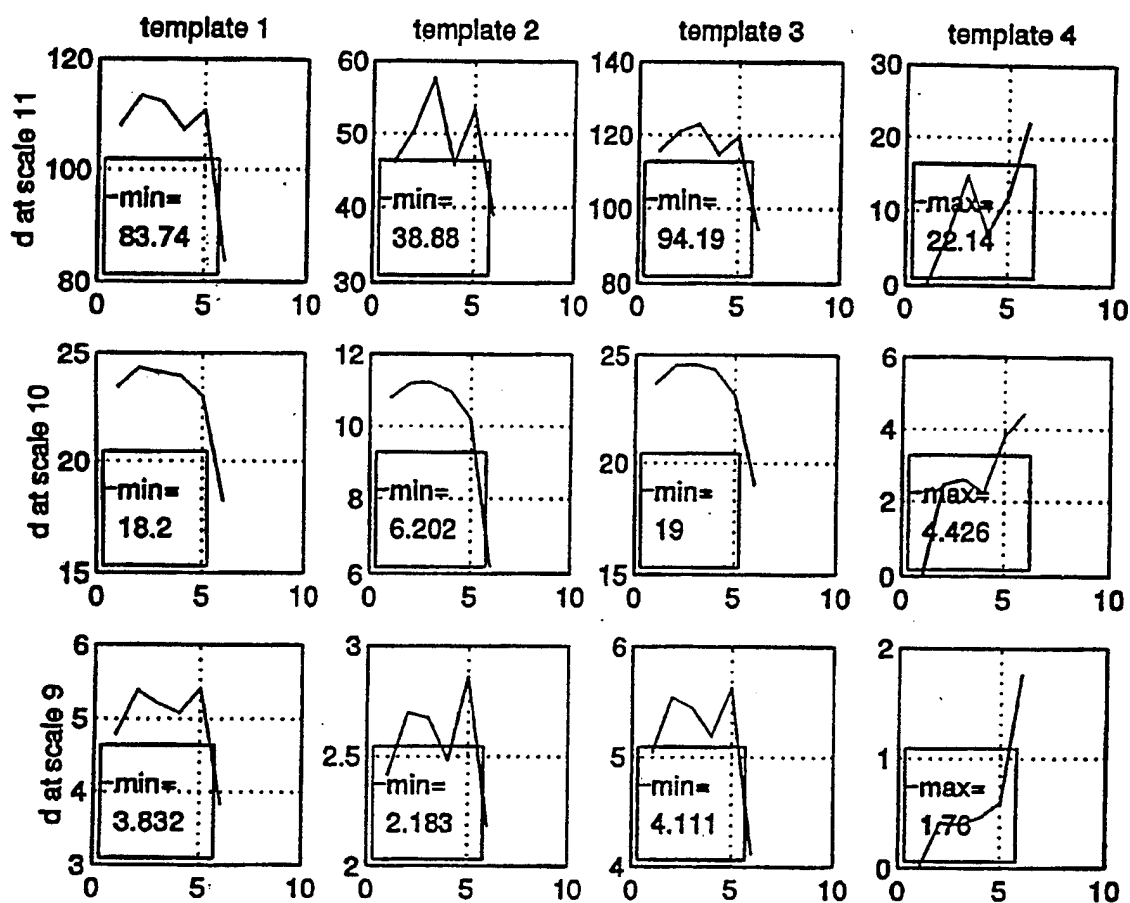 template 1 template 2 template 3 template 4
d at scale 11
120
100
80
min=
83.74
0 5 10
60
50
40
30
min=
38.88
0 5 10
140
120
100
80
min=
94.19
0 5 10
30
20
10
0
max=
22.14
0 5 10
d at scale 10
25
20
15
min=
18.2
0 5 10
12
10
8
6
min=
6.202
0 5 10
25
20
15
min=
19
0 5 10
6
4
2
0
max=
4.426
0 5 10
d at scale 9
6
5
4
3
min=
3.832
0 5 10
3
2.5
2
min=
2.183
0 5 10
6
5
4
min=
4.111
0 5 10
2
1
0
max=
1.76
0 5 10